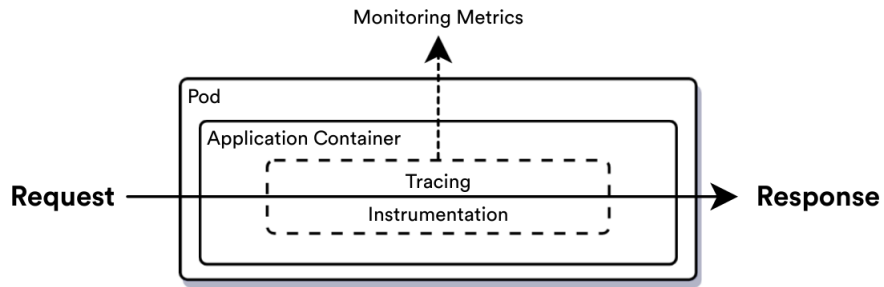 Monitoring Metrics
Pod
Application Container
Tracing
Request
Response
Instrumentation